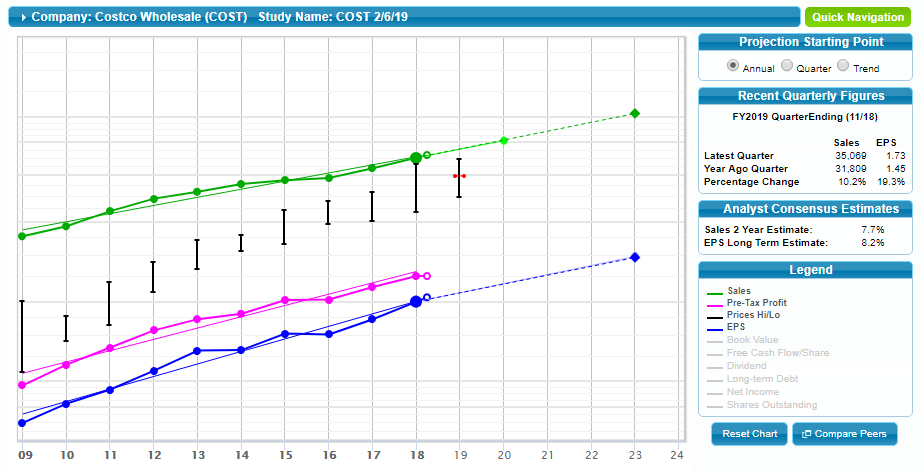 Company: Costco Wholesale (COST) Study Name: COST 2/6/19
Quick Navigation
Projection Starting Point
Annual Quarter Trend
Recent Quarterly Figures
FY2019 QuarterEnding (11/18)
Sales EPS
Latest Quarter 35,069 1.73
Year Ago Quarter 31,809 1.45
Percentage Change 10.2% 19.3%
Analyst Consensus Estimates
Sales 2 Year Estimate: 7.7%
EPS Long Term Estimate: 8.2%
Legend
Sales
Pre-Tax Profit
Prices Hi/Lo
EPS
Book Value
Free Cash Flow/Share
Dividend
Long-term Debt
Net Income
Shares Outstanding
Reset Chart Compare Peers
09 10 11 12 13 14 15 16 17 18 19 20 21 22 23 24